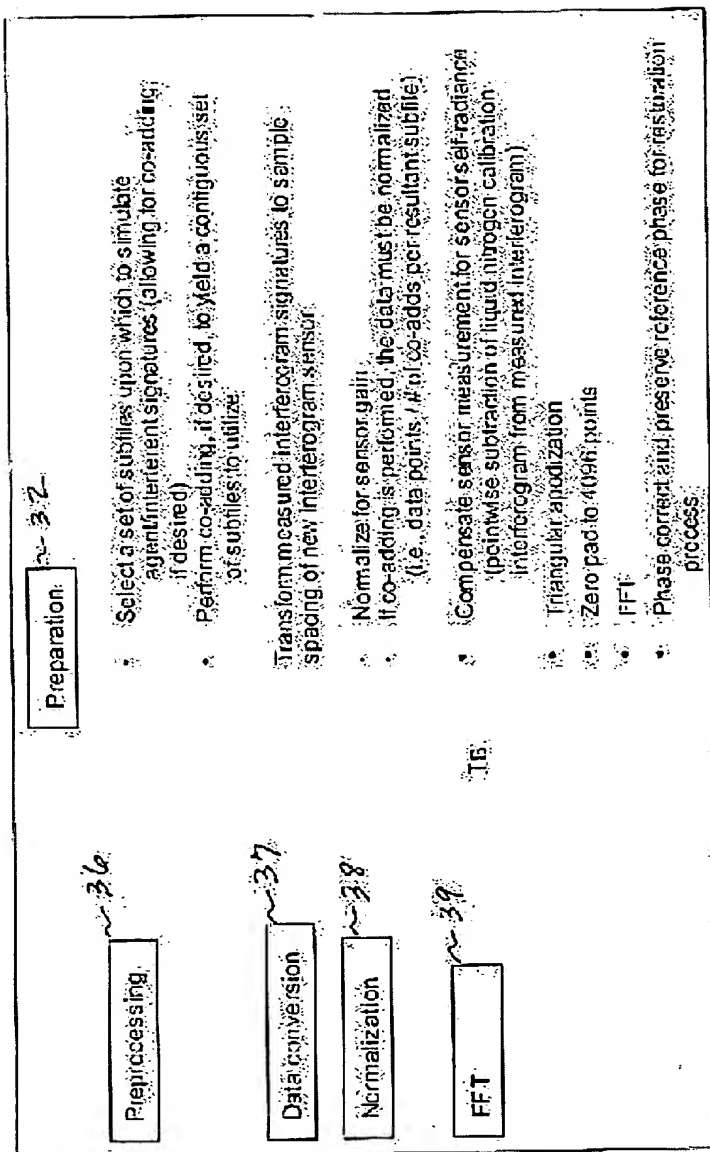 Preparation ~32
Preprocessing ~36
• Select a set of subfiles upon which to simulate
agent/interferent signatures (allowing for co-adding,
if desired)
• Perform co-adding, if desired, to yield a contiguous set
of subfiles to utilize
Data conversion ~37
Transform measured interferogram signatures to sample
spacing of new interferogram sensor
Normalization ~38
• Normalize for sensor gain
• If co-adding is performed, the data must be normalized
(i.e., data points / # of co-adds per resultant subfile)
FFT ~39
• Compensate sensor measurement for sensor self-radiance
(pointwise subtraction of liquid nitrogen calibration
interferogram from measured interferogram)
• Triangular apodization
• Zero pad to 4096 points
• FFT
• Phase correct and preserve reference phase for restoration
process